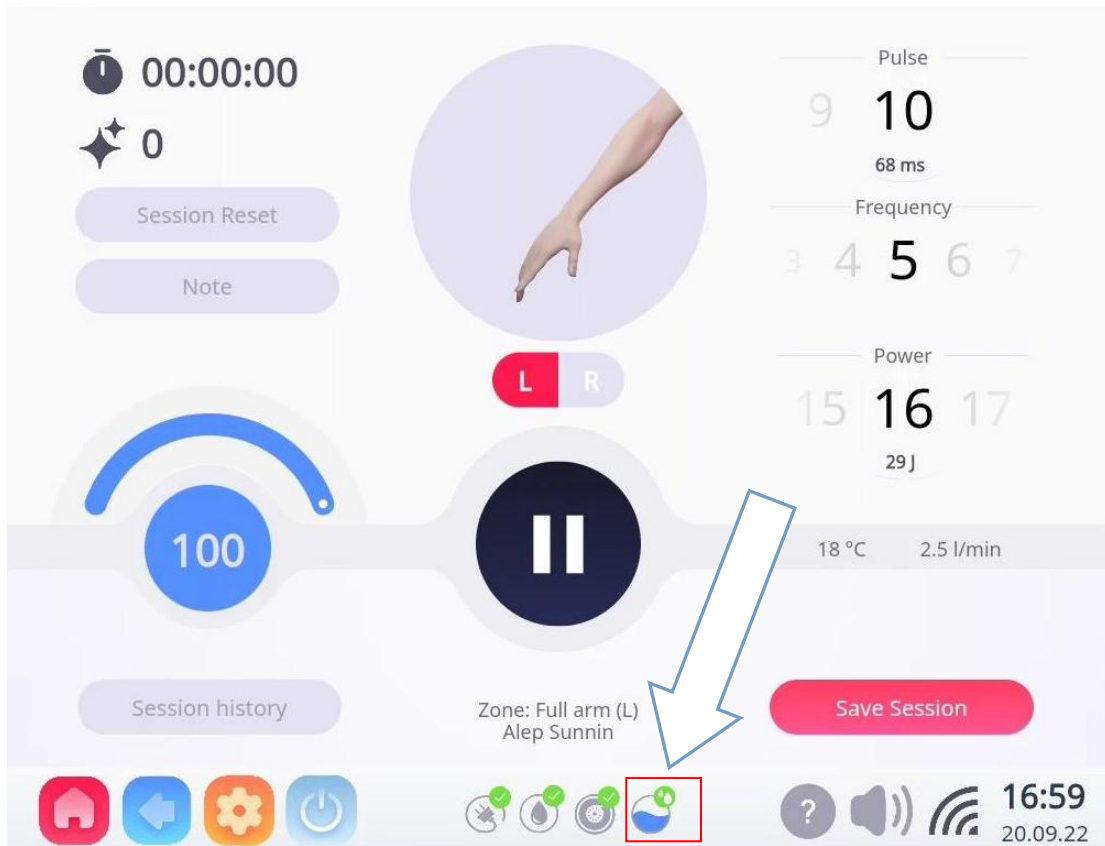 00:00:00
0
Session Reset
Note
L R
Pulse
9 10
68 ms
Frequency
3 4 5 6 7
Power
15 16 17
29 J
100
18 °C 2.5 l/min
Session history
Zone: Full arm (L)
Alep Sunnin
Save Session
?
16:59
20.09.22